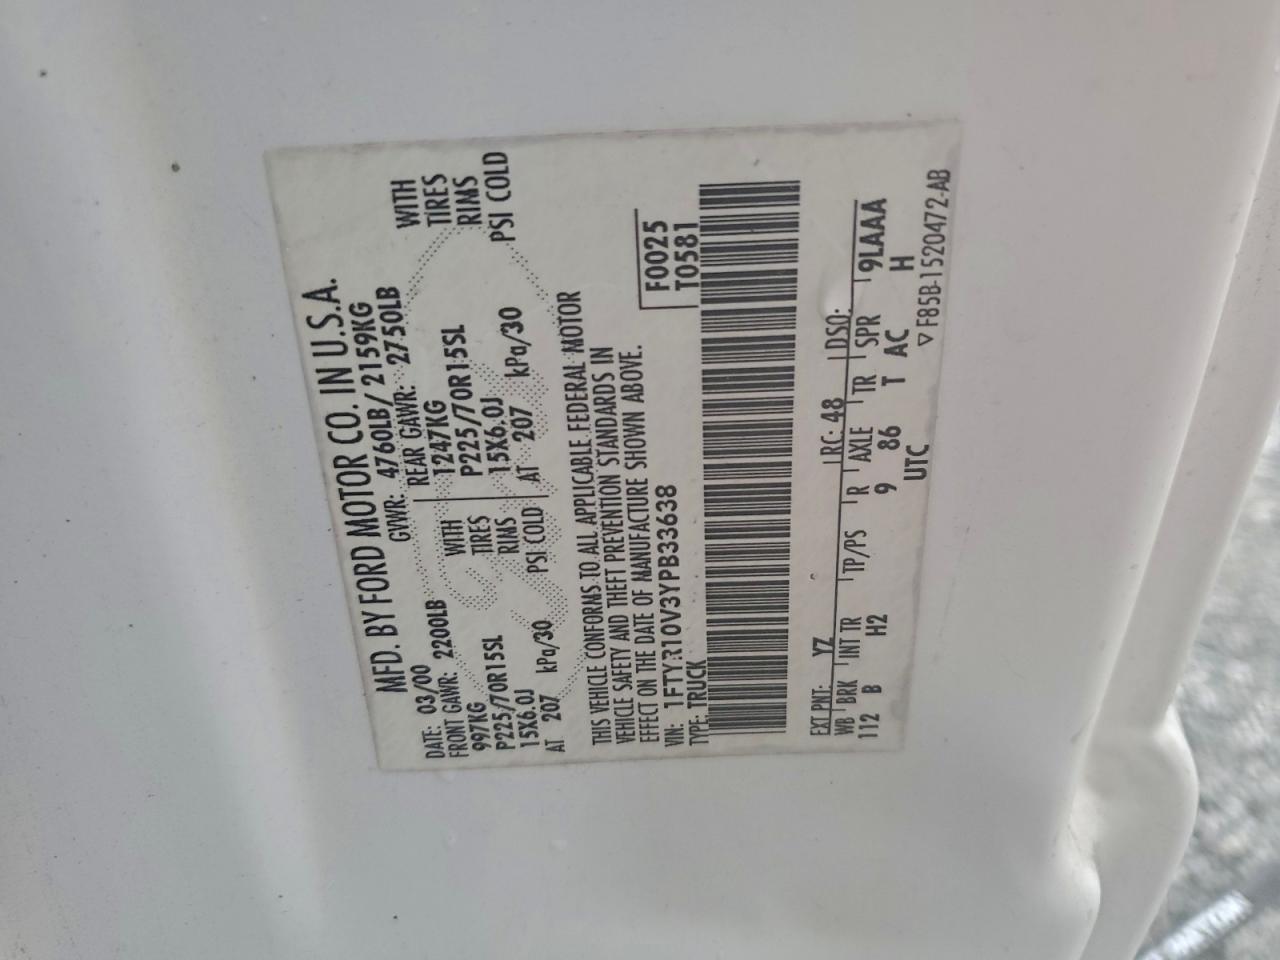 MFD. BY FORD MOTOR CO. IN U.S.A.
DATE: 03/00 GVWR: 4760LB/ 2159KG
FRONT GAWR: 2200LB REAR GAWR: 2750LB
997KG WITH 1247KG WITH
P225/70R15SL TIRES P225/70R15SL TIRES
15X6.0J RIMS 15X6.0J RIMS
AT 207 kPa/30 PSI COLD AT 207 kPa/30 PSI COLD
THIS VEHICLE CONFORMS TO ALL APPLICABLE FEDERAL MOTOR
VEHICLE SAFETY AND THEFT PREVENTION STANDARDS IN
EFFECT ON THE DATE OF MANUFACTURE SHOWN ABOVE.
VIN: 1FTYR10V3YPB33638 F0025
TYPE: TRUCK T0581
EXT PNT: YZ RC: 48 DSO:
WB BRK INT TR TP/PS R AXLE TR SPR 9LAAA
112 B H2 9 86 T AC H
UTC
▽ F85B-1520472-AB